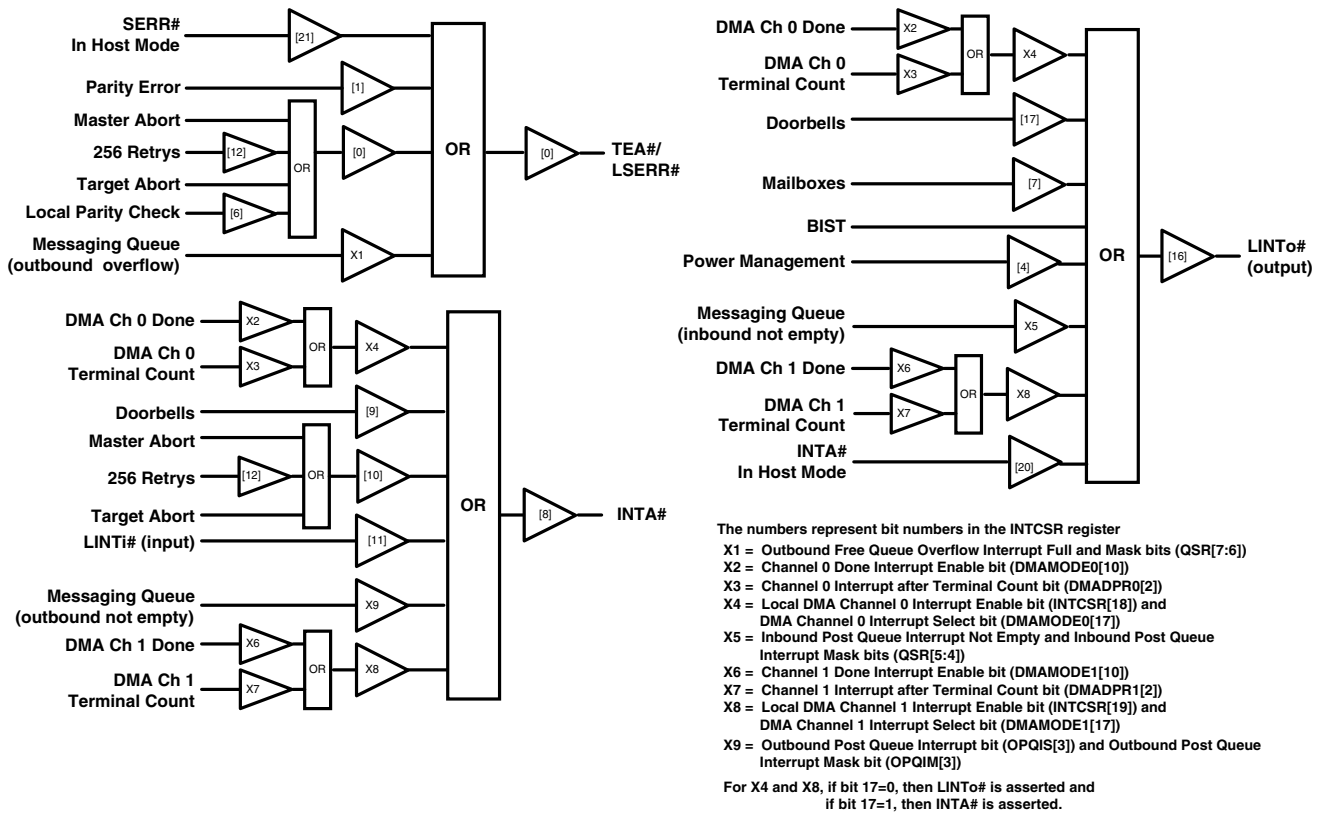 SERR#
In Host Mode
[21]
Parity Error
[1]
Master Abort
256 Retrys
[12]
OR
[0]
Target Abort
Local Parity Check
[6]
Messaging Queue
(outbound overflow)
X1
OR
[0]
TEA#/
LSERR#
DMA Ch 0 Done
X2
DMA Ch 0
Terminal Count
X3
OR
X4
Doorbells
[9]
Master Abort
256 Retrys
[12]
OR
[10]
Target Abort
LINTi# (input)
[11]
Messaging Queue
(outbound not empty)
X9
DMA Ch 1 Done
X6
DMA Ch 1
Terminal Count
X7
OR
X8
OR
[8]
INTA#
DMA Ch 0 Done
X2
DMA Ch 0
Terminal Count
X3
OR
X4
Doorbells
[17]
Mailboxes
[7]
BIST
Power Management
[4]
Messaging Queue
(inbound not empty)
X5
DMA Ch 1 Done
X6
DMA Ch 1
Terminal Count
X7
OR
X8
INTA#
In Host Mode
[20]
OR
[16]
LINTo#
(output)
The numbers represent bit numbers in the INTCSR register
X1 = Outbound Free Queue Overflow Interrupt Full and Mask bits (QSR[7:6])
X2 = Channel 0 Done Interrupt Enable bit (DMAMODE0[10])
X3 = Channel 0 Interrupt after Terminal Count bit (DMADPR0[2])
X4 = Local DMA Channel 0 Interrupt Enable bit (INTCSR[18]) and
DMA Channel 0 Interrupt Select bit (DMAMODE0[17])
X5 = Inbound Post Queue Interrupt Not Empty and Inbound Post Queue
Interrupt Mask bits (QSR[5:4])
X6 = Channel 1 Done Interrupt Enable bit (DMAMODE1[10])
X7 = Channel 1 Interrupt after Terminal Count bit (DMADPR1[2])
X8 = Local DMA Channel 1 Interrupt Enable bit (INTCSR[19]) and
DMA Channel 1 Interrupt Select bit (DMAMODE1[17])
X9 = Outbound Post Queue Interrupt bit (OPQIS[3]) and Outbound Post Queue
Interrupt Mask bit (OPQIM[3])
For X4 and X8, if bit 17=0, then LINTo# is asserted and
if bit 17=1, then INTA# is asserted.